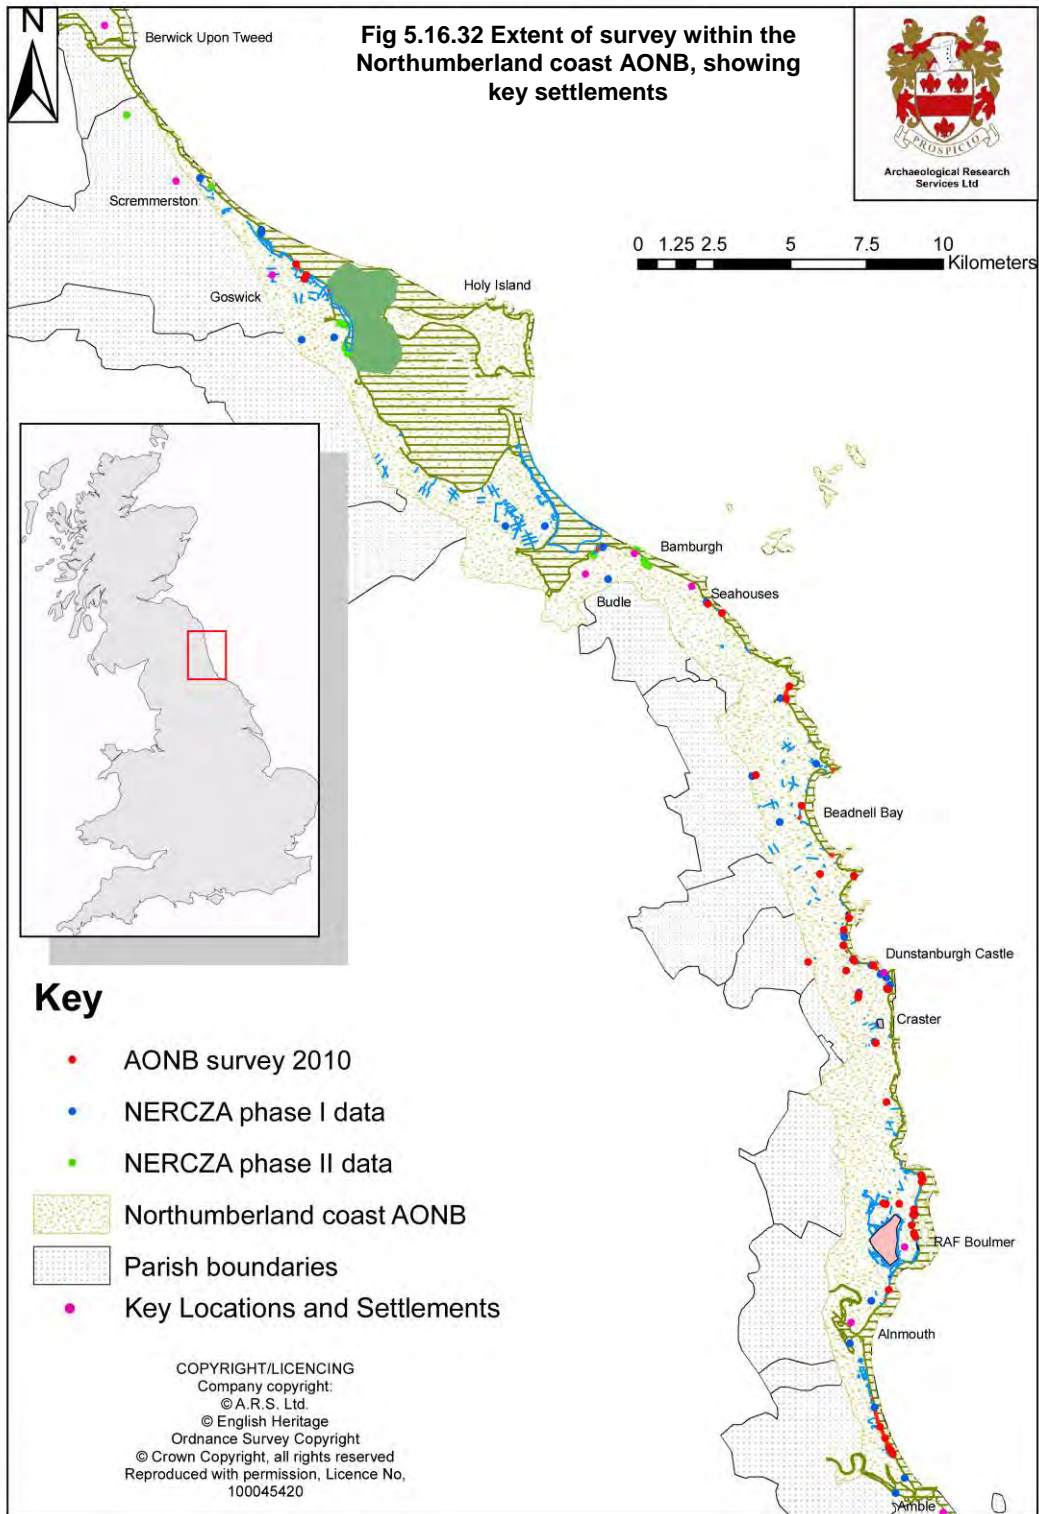 N
Berwick Upon Tweed
Fig 5.16.32 Extent of survey within the
Northumberland coast AONB, showing
key settlements
PROSPICIO
Archaeological Research
Services Ltd
Scremmerston
0 1.25 2.5 5 7.5 10
Kilometers
Goswick
Holy Island
Bamburgh
Seahouses
Budle
Beadnell Bay
Dunstanburgh Castle
Craster
RAF Boulmer
Alnmouth
Amble
Key
AONB survey 2010
NERCZA phase I data
NERCZA phase II data
Northumberland coast AONB
Parish boundaries
Key Locations and Settlements
COPYRIGHT/LICENCING
Company copyright:
© A.R.S. Ltd.
© English Heritage
Ordnance Survey Copyright
© Crown Copyright, all rights reserved
Reproduced with permission, Licence No,
100045420